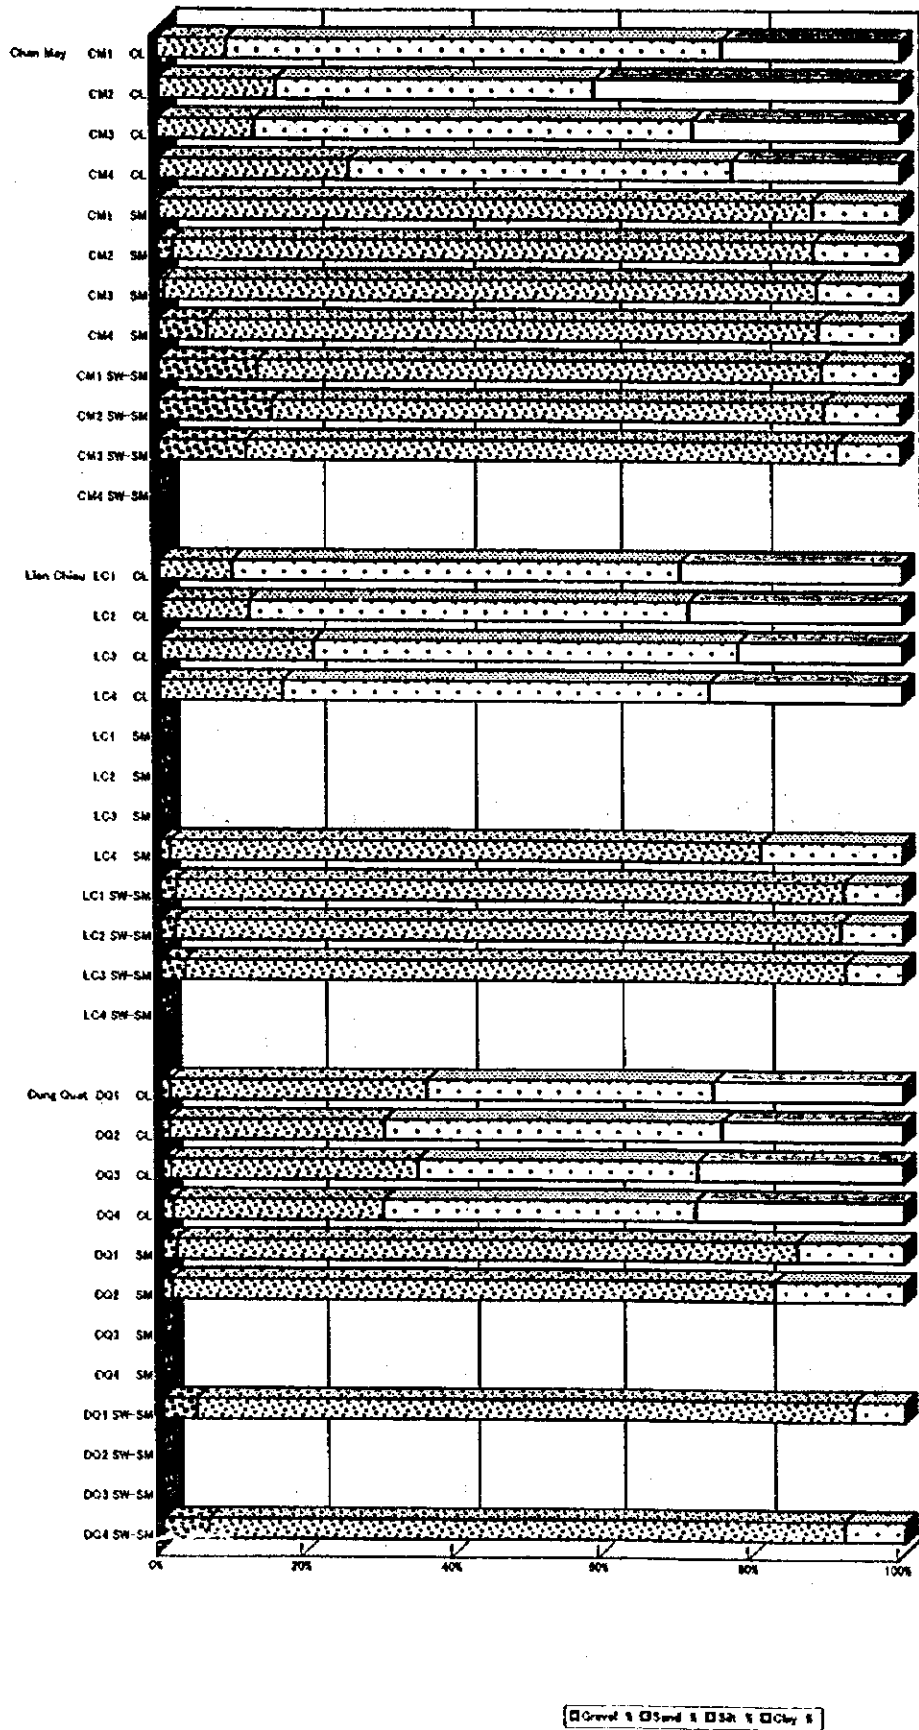 Chan May CM1 CL
CM2 CL
CM3 CL
CM4 CL
CM1 SM
CM2 SM
CM3 SM
CM4 SM
CM1 SW-SM
CM2 SW-SM
CM3 SW-SM
CM4 SW-SM
Lien Chieu LC1 CL
LC2 CL
LC3 CL
LC4 CL
LC1 SM
LC2 SM
LC3 SM
LC4 SM
LC1 SW-SM
LC2 SW-SM
LC3 SW-SM
LC4 SW-SM
Dung Quat DQ1 CL
DQ2 CL
DQ3 CL
DQ4 CL
DQ1 SM
DQ2 SM
DQ3 SM
DQ4 SM
DQ1 SW-SM
DQ2 SW-SM
DQ3 SW-SM
DQ4 SW-SM
0% 20% 40% 60% 80% 100%
Gravel % Sand % Silt % Clay %